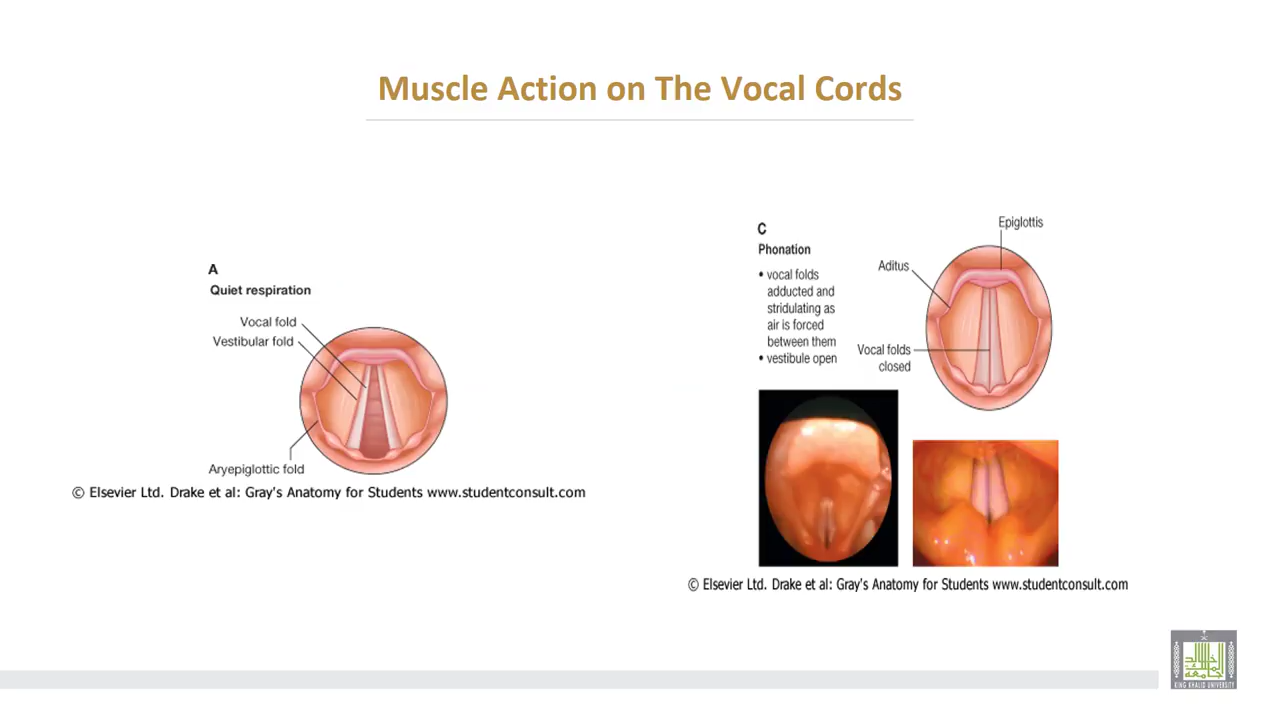 Muscle Action on The Vocal Cords
A
Quiet respiration
Vocal fold
Vestibular fold
Aryepiglottic fold
© Elsevier Ltd. Drake et al: Gray's Anatomy for Students www.studentconsult.com
C
Phonation
• vocal folds
adducted and
stridulating as
air is forced
between them
• vestibule open
Epiglottis
Aditus
Vocal folds
closed
© Elsevier Ltd. Drake et al: Gray's Anatomy for Students www.studentconsult.com
KING KHALID UNIVERSITY